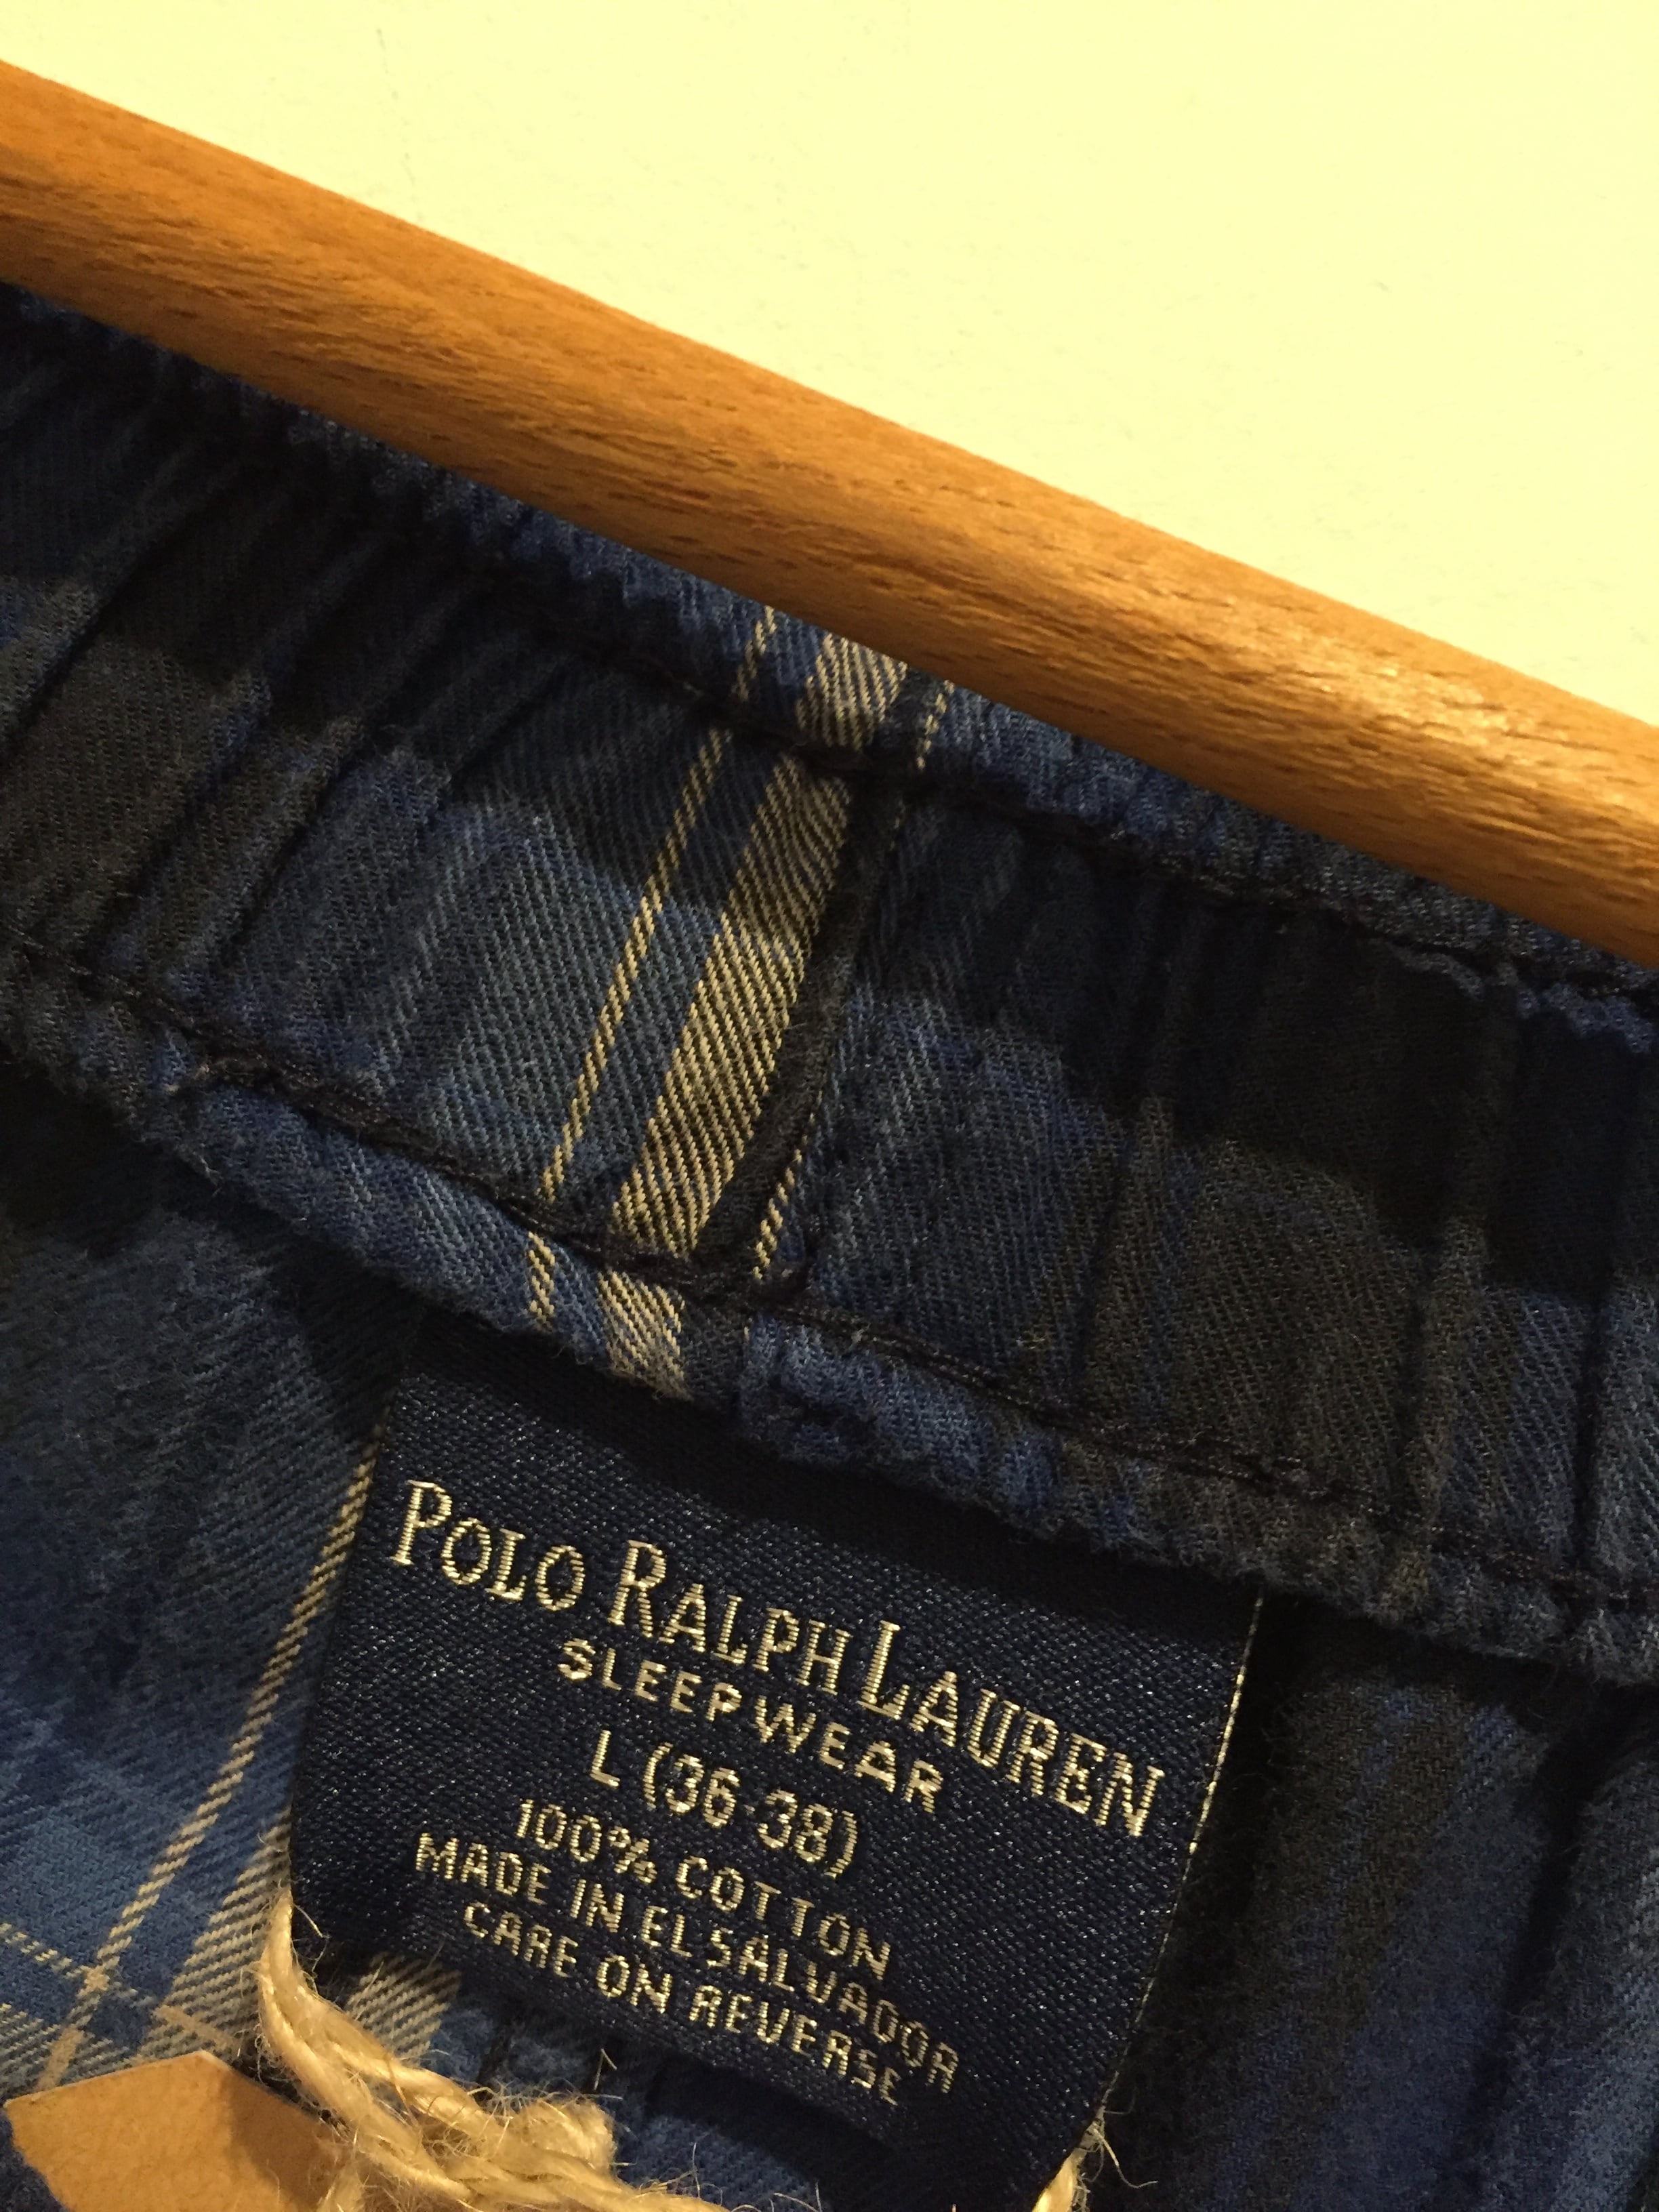 POLO RALPH LAUREN
SLEEPWEAR
L (36-38)
100% COTTON
MADE IN EL SALVADOR
CARE ON REVERSE